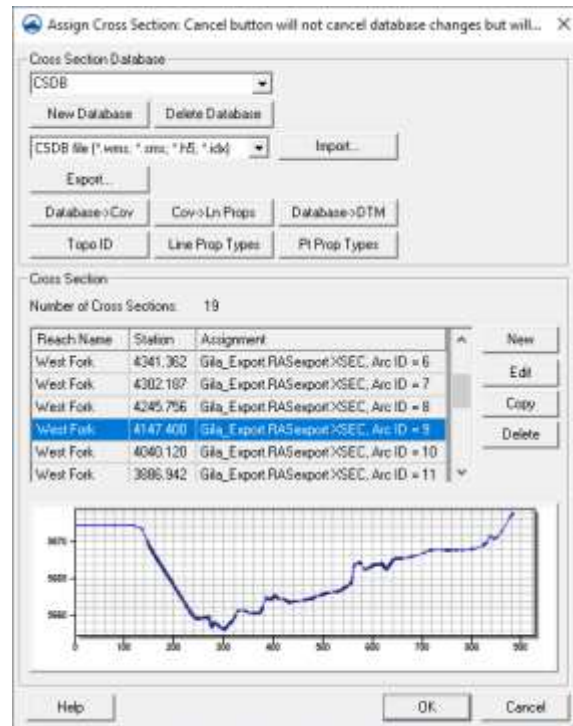 Assign Cross Section: Cancel button will not cancel database changes but will...
Cross Section Database
CSDB
New Database Delete Database
CSDB file (*.wms, *.xms, *.h5, *.idx) Import...
Export...
Database->Cov Cov->Ln Props Database->DTM
Topo ID Line Prop Types Pt Prop Types
Cross Section
Number of Cross Sections: 19
Reach Name Station Assignment
West Fork 4341.362 Gila_Export.RASexport:XSEC, Arc ID = 6
West Fork 4302.187 Gila_Export.RASexport:XSEC, Arc ID = 7
West Fork 4245.756 Gila_Export.RASexport:XSEC, Arc ID = 8
West Fork 4147.400 Gila_Export.RASexport:XSEC, Arc ID = 9
West Fork 4040.120 Gila_Export.RASexport:XSEC, Arc ID = 10
West Fork 3886.942 Gila_Export.RASexport:XSEC, Arc ID = 11
New
Edit
Copy
Delete
0 100 200 300 400 500 600 700 800 900
Help OK Cancel